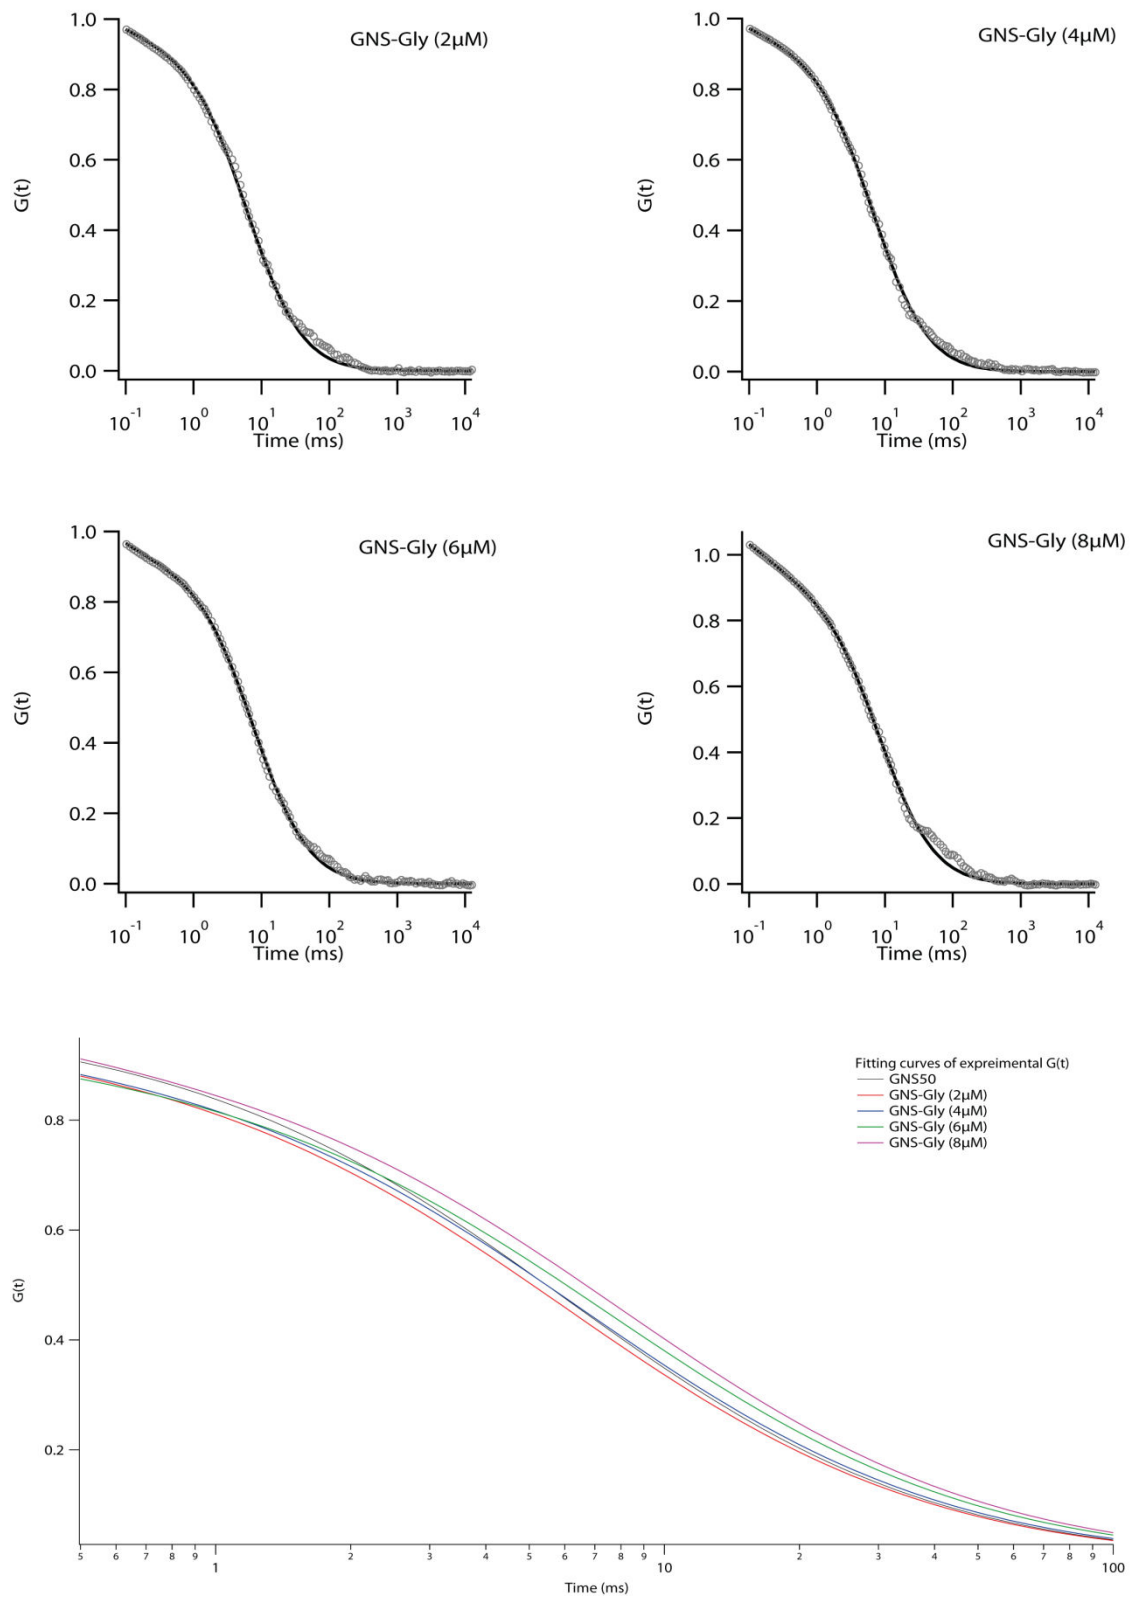 GNS-Gly (2μM)
G(t)
1.0
0.8
0.6
0.4
0.2
0.0
10-1 100 101 102 103 104
Time (ms)
GNS-Gly (4μM)
G(t)
1.0
0.8
0.6
0.4
0.2
0.0
10-1 100 101 102 103 104
Time (ms)
GNS-Gly (6μM)
G(t)
1.0
0.8
0.6
0.4
0.2
0.0
10-1 100 101 102 103 104
Time (ms)
GNS-Gly (8μM)
G(t)
1.0
0.8
0.6
0.4
0.2
0.0
10-1 100 101 102 103 104
Time (ms)
Fitting curves of expreimental G(t)
GNS50
GNS-Gly (2μM)
GNS-Gly (4μM)
GNS-Gly (6μM)
GNS-Gly (8μM)
G(t)
0.8
0.6
0.4
0.2
5 6 7 8 9 1 2 3 4 5 6 7 8 9 10 2 3 4 5 6 7 8 9 100
Time (ms)